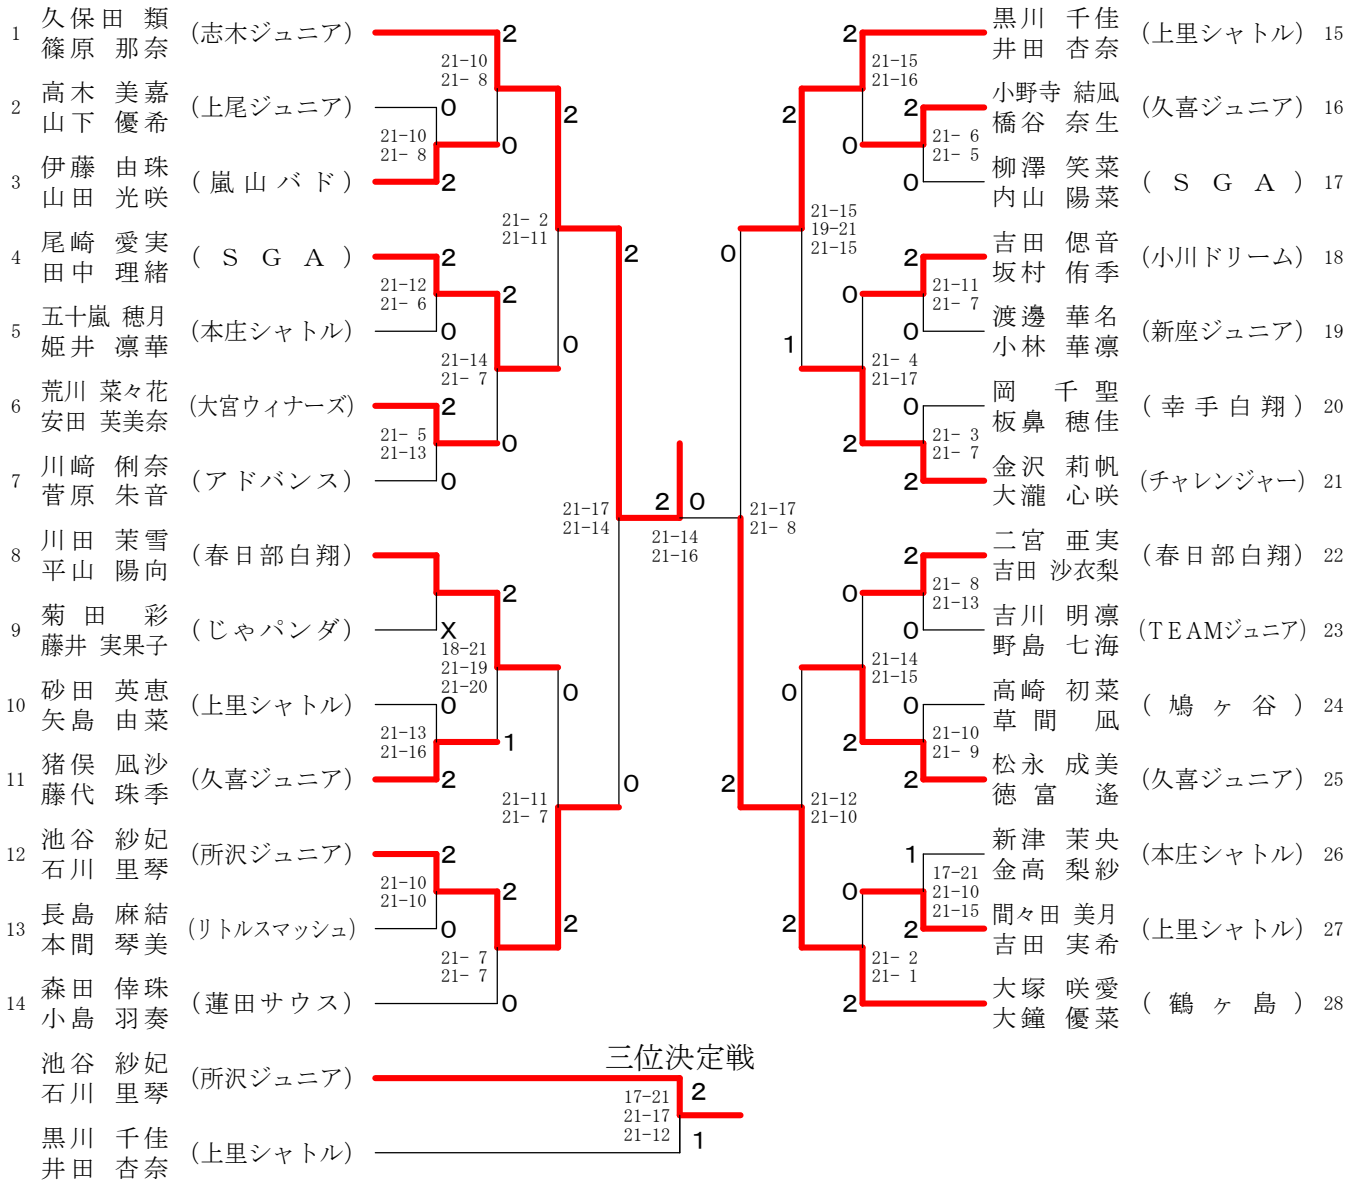 1 久保田 類 篠原 那奈 (志木ジュニア) 2
21-10
21- 8
2 高木 美嘉 山下 優希 (上尾ジュニア) 0
2
21-10
21- 8
0
3 伊藤 由珠 山田 光咲 (嵐山バド) 2
21- 2
21-11
4 尾崎 愛実 田中 理緒 (SGA) 2
2
21-12
21- 6
2
5 五十嵐 穂月 姫井 凛華 (本庄シャトル) 0
0
21-14
21- 7
6 荒川 菜々花 安田 芙美奈 (大宮ウィナーズ) 2
21- 5
21-13
0
7 川﨑 俐奈 菅原 朱音 (アドバンス) 0
21-17
21-14
8 川田 茉雪 平山 陽向 (春日部白翔)
2
9 菊田 彩 藤井 実果子 (じゃパンダ) X
18-21
21-19
21-20
0
10 砂田 英恵 矢島 由菜 (上里シャトル) 0
21-13
21-16
1
11 猪俣 凪沙 藤代 珠季 (久喜ジュニア) 2
0
21-11
21- 7
12 池谷 紗妃 石川 里琴 (所沢ジュニア) 2
21-10
21-10
2
13 長島 麻結 本間 琴美 (リトルスマッシュ) 0
2
21- 7
21- 7
14 森田 倖珠 小島 羽奏 (蓮田サウス) 0
2 0
21-14
21-16
2 黒川 千佳 井田 杏奈 (上里シャトル) 15
21-15
21-16
2
2 小野寺 結凪 橋谷 奈生 (久喜ジュニア) 16
0
21- 6
21- 5
0 柳澤 笑菜 内山 陽菜 (SGA) 17
21-15
19-21
21-15
0
2 吉田 偲音 坂村 侑季 (小川ドリーム) 18
0
21-11
21- 7
0 渡邊 華名 小林 華凛 (新座ジュニア) 19
1
21- 4
21-17
0 岡 千聖 板鼻 穂佳 (幸手白翔) 20
2
21- 3
21- 7
2 金沢 莉帆 大瀧 心咲 (チャレンジャー) 21
21-17
21- 8
2 二宮 亜実 吉田 沙衣梨 (春日部白翔) 22
0
21- 8
21-13
0 吉川 明凛 野島 七海 (TEAMジュニア) 23
21-14
21-15
0
0 高崎 初菜 草間 凪 (鳩ヶ谷) 24
2
21-10
21- 9
2 松永 成美 徳富 遙 (久喜ジュニア) 25
2
21-12
21-10
1 新津 茉央 金高 梨紗 (本庄シャトル) 26
0
17-21
21-10
21-15
2 間々田 美月 吉田 実希 (上里シャトル) 27
2
21- 2
21- 1
2 大塚 咲愛 大鐘 優菜 (鶴ヶ島) 28
三位決定戦
池谷 紗妃 石川 里琴 (所沢ジュニア)
2
17-21
21-17
21-12
1
黒川 千佳 井田 杏奈 (上里シャトル)